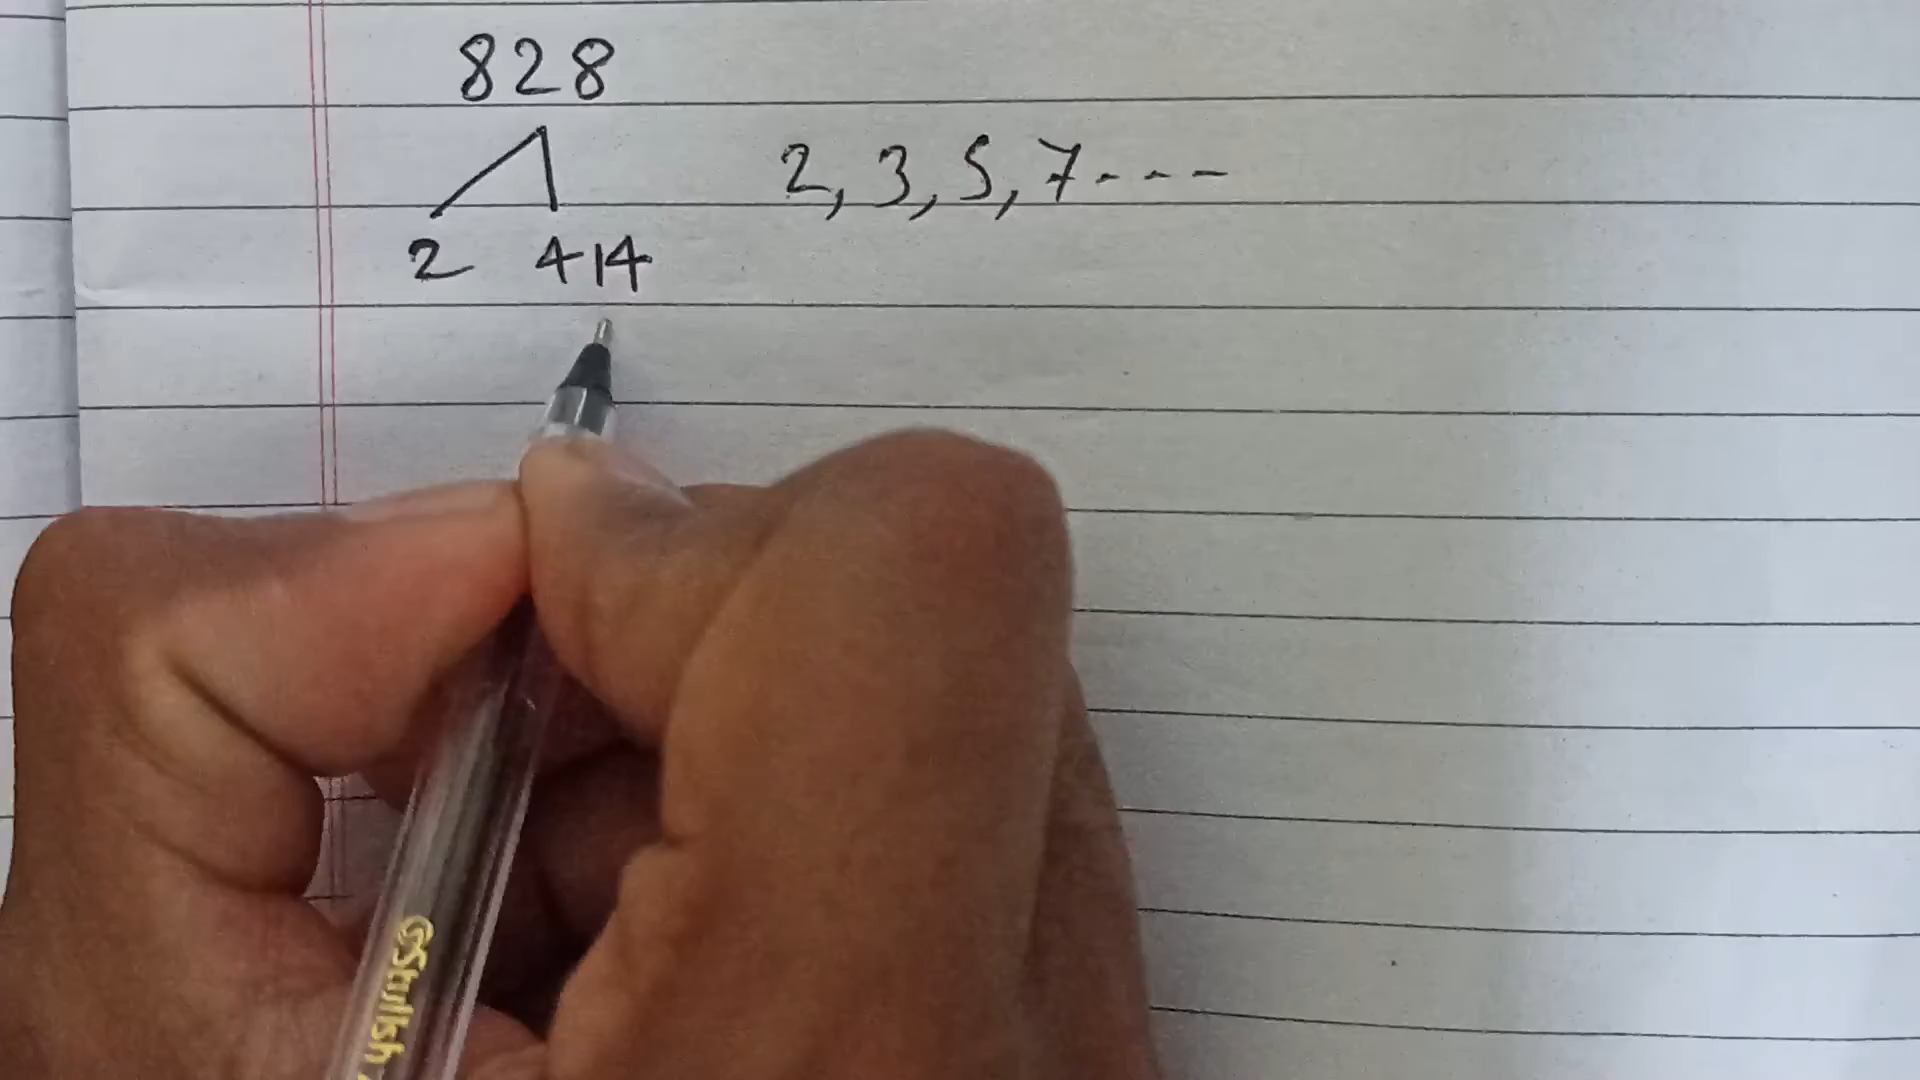 828
2, 3, 5, 7----
2 414